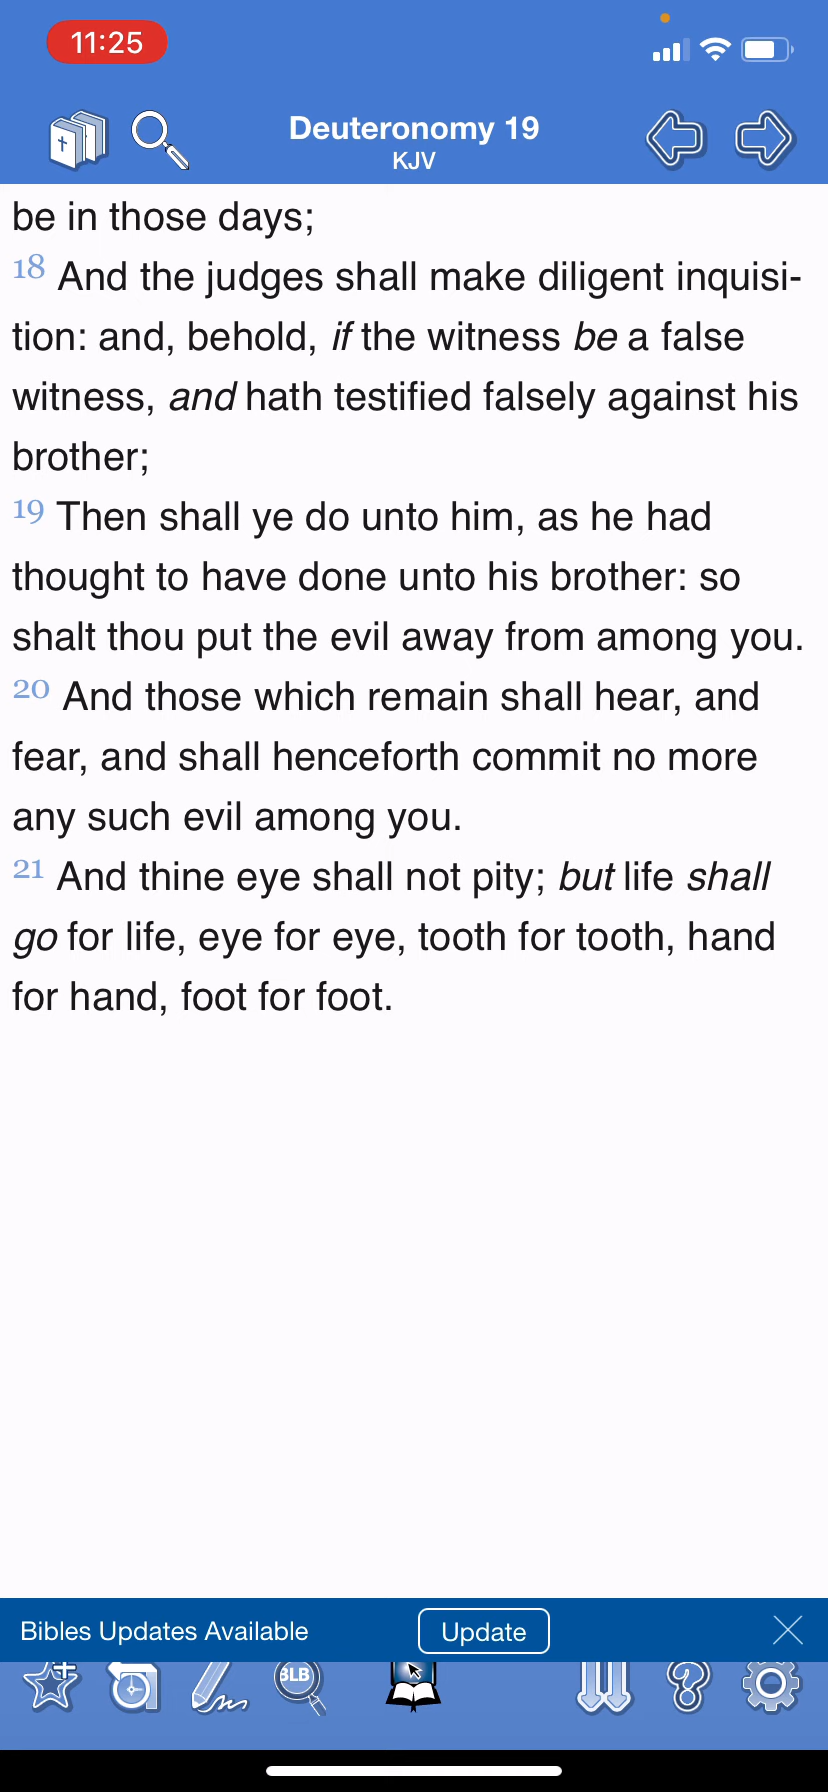 11:25
Deuteronomy 19
KJV
be in those days;
18 And the judges shall make diligent inquisi-
tion: and, behold, if the witness be a false
witness, and hath testified falsely against his
brother;
19 Then shall ye do unto him, as he had
thought to have done unto his brother: so
shalt thou put the evil away from among you.
20 And those which remain shall hear, and
fear, and shall henceforth commit no more
any such evil among you.
21 And thine eye shall not pity; but life shall
go for life, eye for eye, tooth for tooth, hand
for hand, foot for foot.
Bibles Updates Available Update
BLB